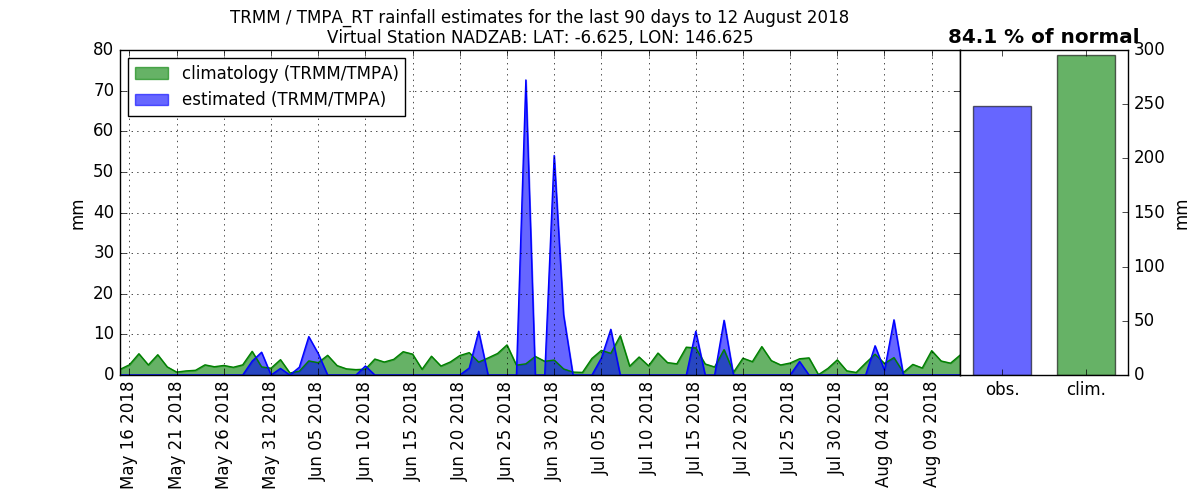 TRMM / TMPA_RT rainfall estimates for the last 90 days to 12 August 2018
Virtual Station NADZAB: LAT: -6.625, LON: 146.625
84.1 % of normal
climatology (TRMM/TMPA)
estimated (TRMM/TMPA)
80
70
60
50
40
30
20
10
0
mm
May 16 2018
May 21 2018
May 26 2018
May 31 2018
Jun 05 2018
Jun 10 2018
Jun 15 2018
Jun 20 2018
Jun 25 2018
Jun 30 2018
Jul 05 2018
Jul 10 2018
Jul 15 2018
Jul 20 2018
Jul 25 2018
Jul 30 2018
Aug 04 2018
Aug 09 2018
obs.
clim.
300
250
200
150
100
50
0
mm